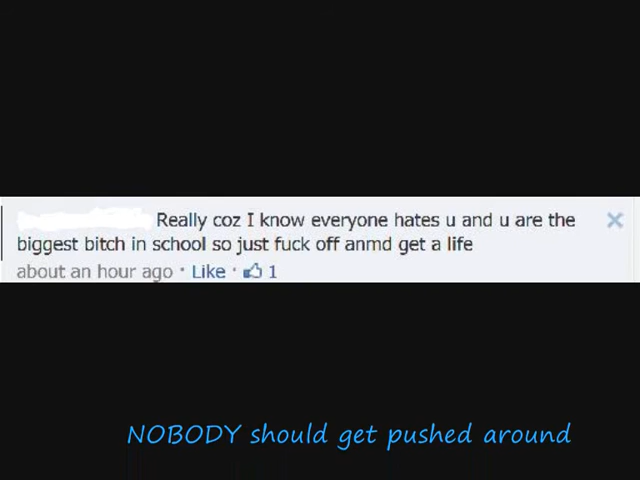 Really coz I know everyone hates u and u are the
biggest bitch in school so just fuck off anmd get a life
about an hour ago · Like · 1
NOBODY should get pushed around